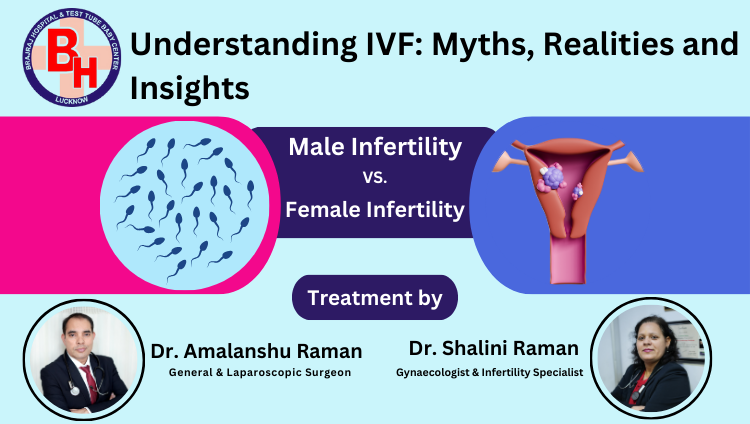 BRAJRAJ HOSPITAL & TEST TUBE BABY CENTER
BH
LUCKNOW
Understanding IVF: Myths, Realities and
Insights
Male Infertility
vs.
Female Infertility
Treatment by
Dr. Amalanshu Raman
General & Laparoscopic Surgeon
Dr. Shalini Raman
Gynaecologist & Infertility Specialist